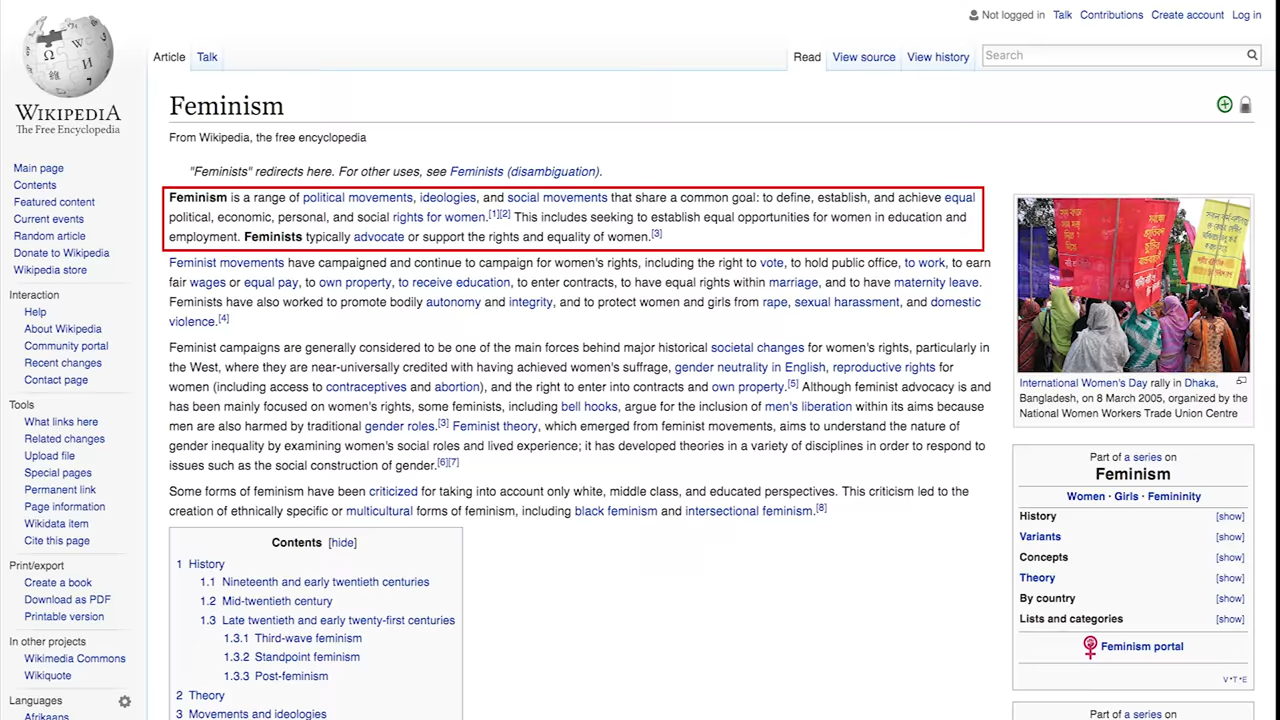 Not logged in Talk Contributions Create account Log in
Article Talk Read View source View history Search
WIKIPEDIA
The Free Encyclopedia
Main page
Contents
Featured content
Current events
Random article
Donate to Wikipedia
Wikipedia store
Interaction
Help
About Wikipedia
Community portal
Recent changes
Contact page
Tools
What links here
Related changes
Upload file
Special pages
Permanent link
Page information
Wikidata item
Cite this page
Print/export
Create a book
Download as PDF
Printable version
In other projects
Wikimedia Commons
Wikiquote
Languages
Afrikaans
Feminism
From Wikipedia, the free encyclopedia
"Feminists" redirects here. For other uses, see Feminists (disambiguation).
Feminism is a range of political movements, ideologies, and social movements that share a common goal: to define, establish, and achieve equal
political, economic, personal, and social rights for women.[1][2] This includes seeking to establish equal opportunities for women in education and
employment. Feminists typically advocate or support the rights and equality of women.[3]
Feminist movements have campaigned and continue to campaign for women's rights, including the right to vote, to hold public office, to work, to earn
fair wages or equal pay, to own property, to receive education, to enter contracts, to have equal rights within marriage, and to have maternity leave.
Feminists have also worked to promote bodily autonomy and integrity, and to protect women and girls from rape, sexual harassment, and domestic
violence.[4]
Feminist campaigns are generally considered to be one of the main forces behind major historical societal changes for women's rights, particularly in
the West, where they are near-universally credited with having achieved women's suffrage, gender neutrality in English, reproductive rights for
women (including access to contraceptives and abortion), and the right to enter into contracts and own property.[5] Although feminist advocacy is and
has been mainly focused on women's rights, some feminists, including bell hooks, argue for the inclusion of men's liberation within its aims because
men are also harmed by traditional gender roles.[3] Feminist theory, which emerged from feminist movements, aims to understand the nature of
gender inequality by examining women's social roles and lived experience; it has developed theories in a variety of disciplines in order to respond to
issues such as the social construction of gender.[6][7]
Some forms of feminism have been criticized for taking into account only white, middle class, and educated perspectives. This criticism led to the
creation of ethnically specific or multicultural forms of feminism, including black feminism and intersectional feminism.[8]
Contents [hide]
1 History
1.1 Nineteenth and early twentieth centuries
1.2 Mid-twentieth century
1.3 Late twentieth and early twenty-first centuries
1.3.1 Third-wave feminism
1.3.2 Standpoint feminism
1.3.3 Post-feminism
2 Theory
3 Movements and ideologies
International Women's Day rally in Dhaka,
Bangladesh, on 8 March 2005, organized by the
National Women Workers Trade Union Centre
Part of a series on
Feminism
Women · Girls · Femininity
History [show]
Variants [show]
Concepts [show]
Theory [show]
By country [show]
Lists and categories [show]
Feminism portal
V·T·E
Part of a series on